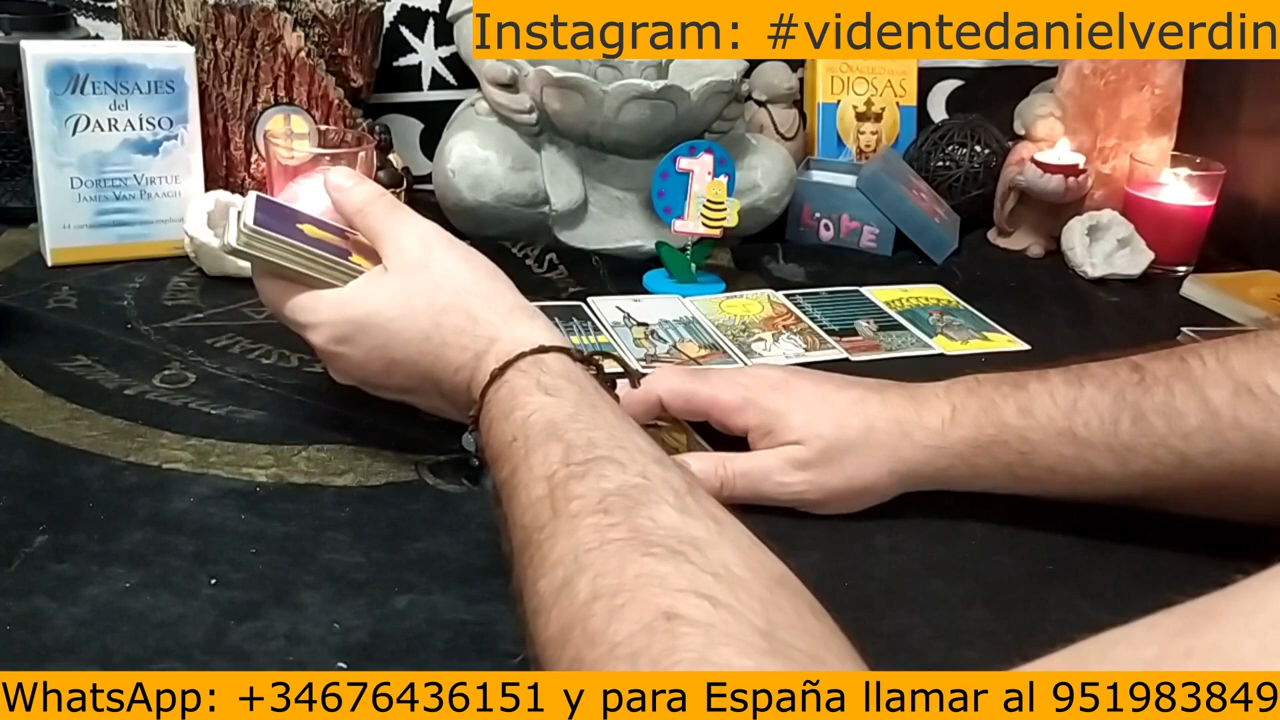 Instagram: #videntedanielverdin
MENSAJES
del
PARAÍSO
DOREEN VIRTUE
JAMES VAN PRAAGH
DIOSAS
1
LOVE
WhatsApp: +34676436151 y para España llamar al 951983849